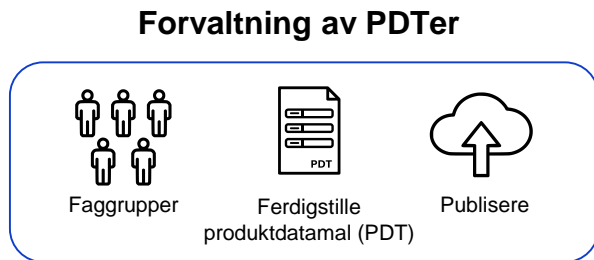 Forvaltning av PDTer
PDT
Faggrupper
Ferdigstille
produktdatamal (PDT)
Publisere